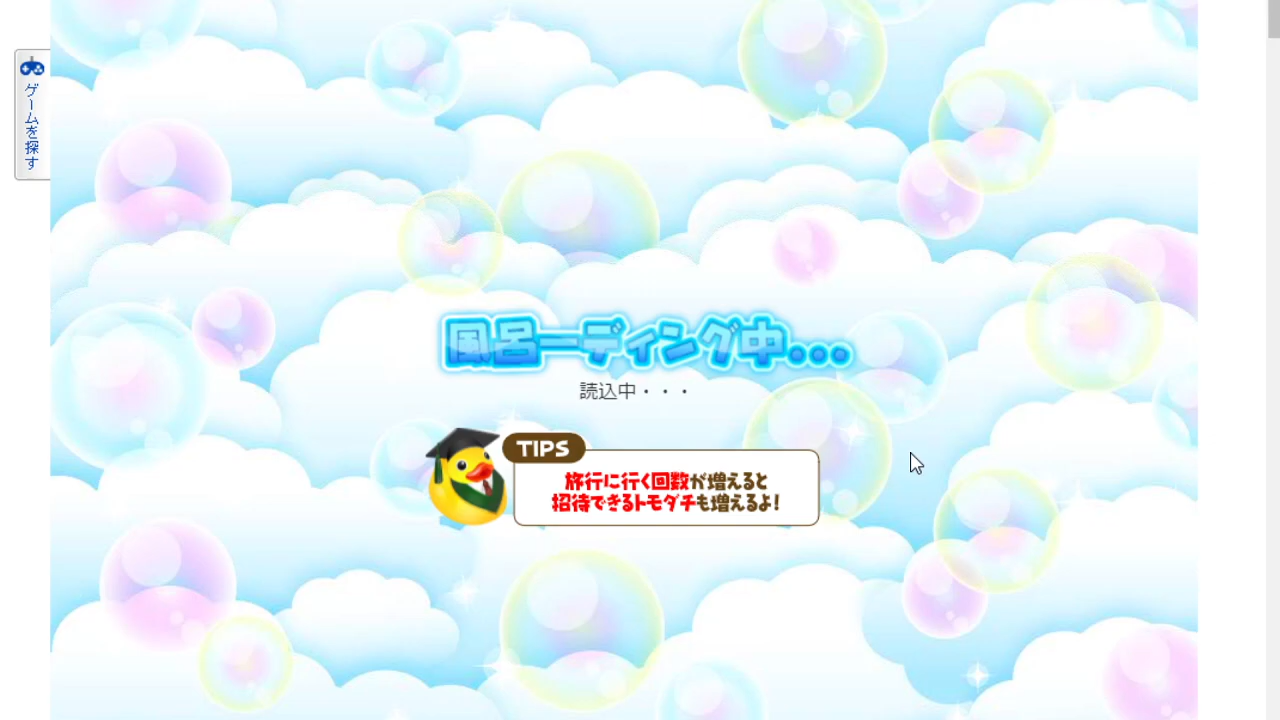 ゲームを探す
風呂ーディング中...
読込中・・・
TIPS
旅行に行く回数が増えると
招待できるトモダチも増えるよ!